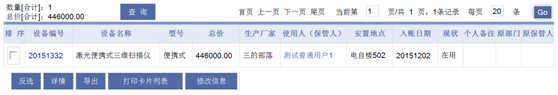 数量[合计]：1
总价[合计]：446000.00
查 询
首页 上一页 下一页 尾页 当前第 1 页/共 1 页，1条记录 每页 20 条 Go
排 序 设备编号 设备名称 型号 总价 生产厂家 使用人（保管人） 安置地点 入账日期 现状 个人备注 原部门 原保管人
20151332 激光便携式三维扫描仪 便携式 446000.00 三的部落 测试普通用户1 电自楼502 20151202 在用
反选 详情 导出 打印卡片列表 修改信息